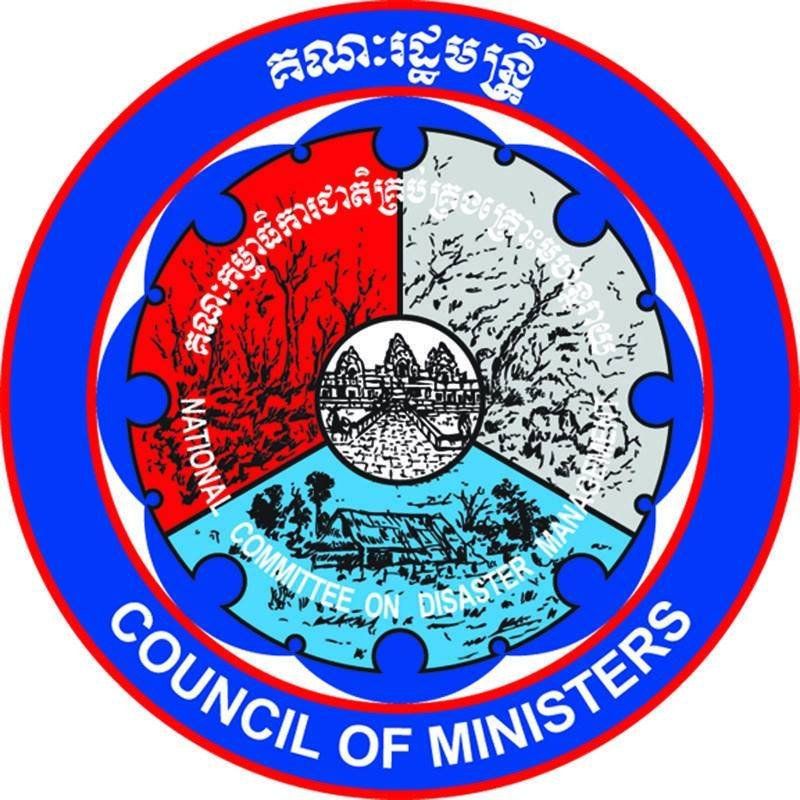 គណៈរដ្ឋមន្ត្រី
គណៈកម្មាធិការជាតិគ្រប់គ្រងគ្រោះមហន្តរាយ
NATIONAL COMMITTEE ON DISASTER MANAGEMENT
COUNCIL OF MINISTERS